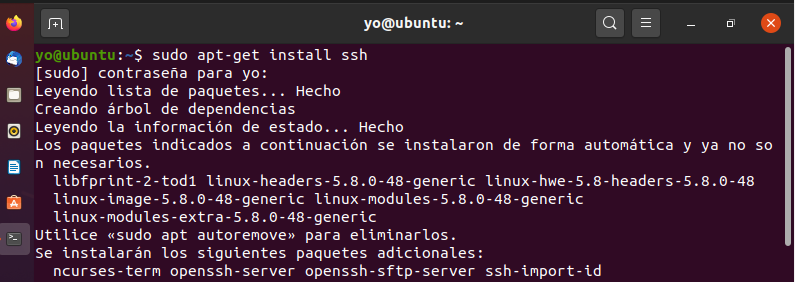 yo@ubuntu: ~
yo@ubuntu:~$ sudo apt-get install ssh
[sudo] contraseña para yo:
Leyendo lista de paquetes... Hecho
Creando árbol de dependencias
Leyendo la información de estado... Hecho
Los paquetes indicados a continuación se instalaron de forma automática y ya no so
n necesarios.
  libfprint-2-tod1 linux-headers-5.8.0-48-generic linux-hwe-5.8-headers-5.8.0-48
  linux-image-5.8.0-48-generic linux-modules-5.8.0-48-generic
  linux-modules-extra-5.8.0-48-generic
Utilice «sudo apt autoremove» para eliminarlos.
Se instalarán los siguientes paquetes adicionales:
  ncurses-term openssh-server openssh-sftp-server ssh-import-id